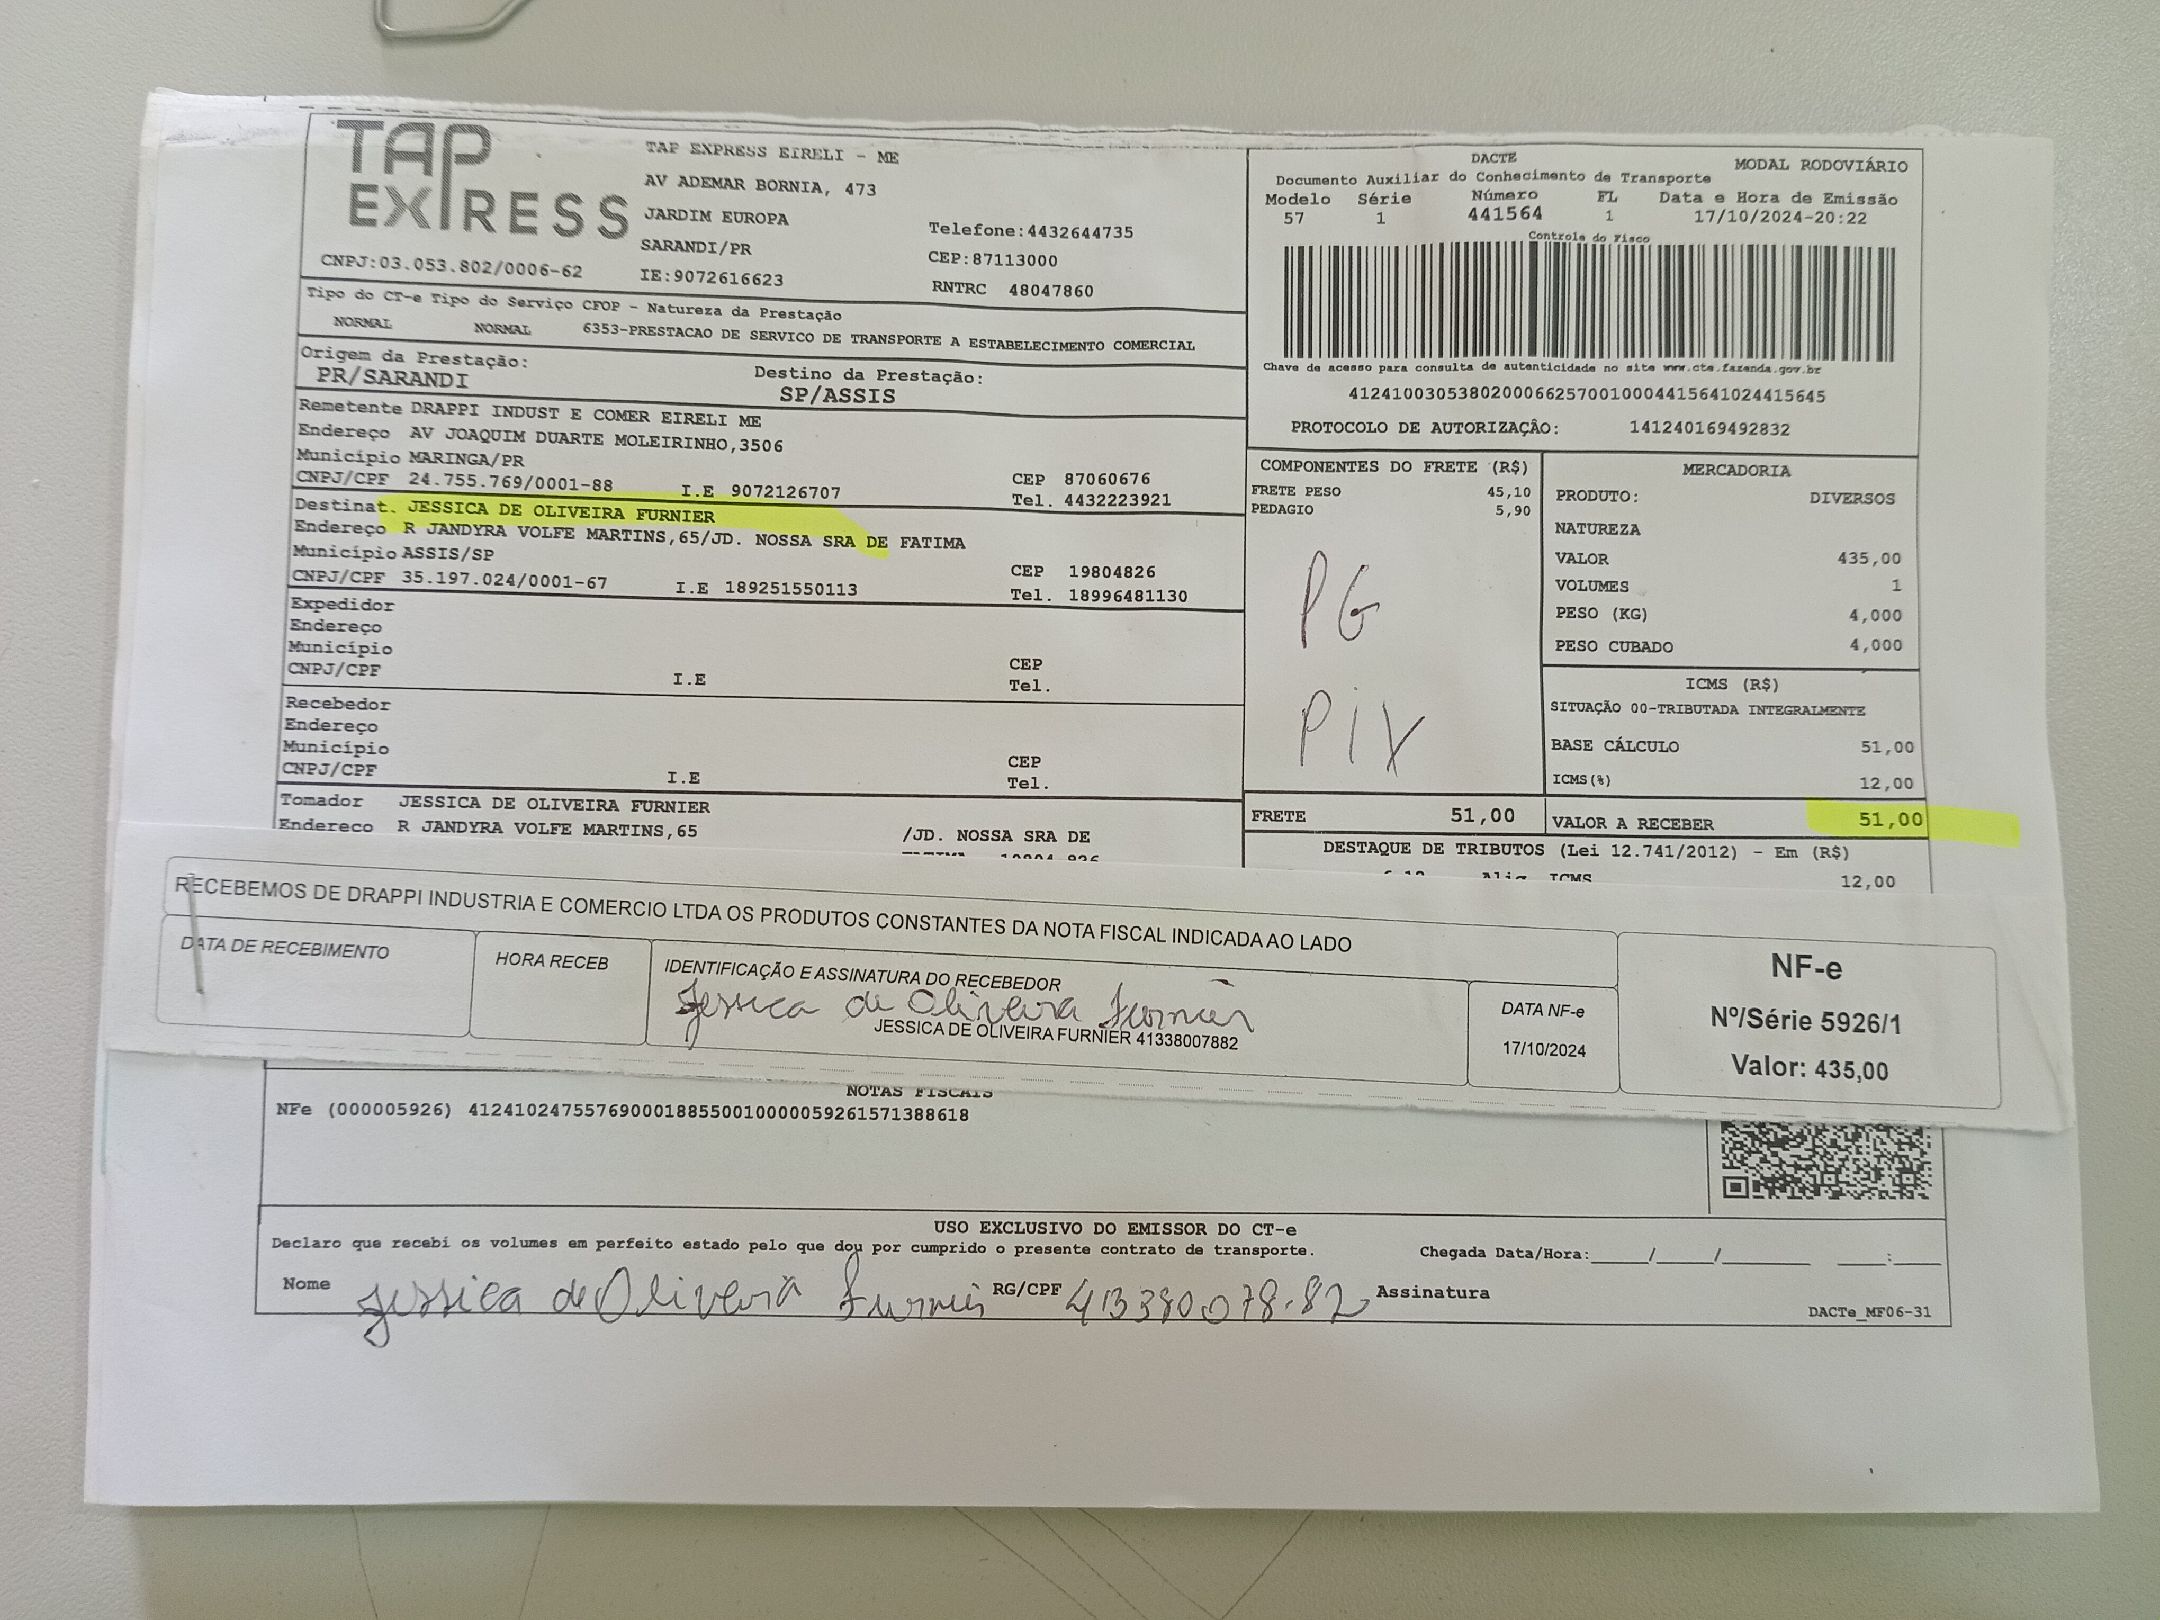 TAP EXPRESS
TAP EXPRESS EIRELI - ME
AV ADEMAR BORNIA, 473
JARDIM EUROPA
SARANDI/PR
Telefone:4432644735
CEP:87113000
CNPJ:03.053.802/0006-62
IE:9072616623
RNTRC 48047860
DACTE
MODAL RODOVIÁRIO
Documento Auxiliar do Conhecimento de Transporte
Modelo Série Número FL Data e Hora de Emissão
57 1 441564 1 17/10/2024-20:22
Controle do Fisco
Chave de acesso para consulta de autenticidade no site www.cte.fazenda.gov.br
41241003053802000662570010004415641024415645
PROTOCOLO DE AUTORIZAÇÃO: 141240169492832
Tipo do CT-e Tipo do Serviço CFOP - Natureza da Prestação
NORMAL NORMAL 6353-PRESTACAO DE SERVICO DE TRANSPORTE A ESTABELECIMENTO COMERCIAL
Origem da Prestação:
PR/SARANDI
Destino da Prestação:
SP/ASSIS
Remetente DRAPPI INDUST E COMER EIRELI ME
Endereço AV JOAQUIM DUARTE MOLEIRINHO,3506
Município MARINGA/PR
CEP 87060676
CNPJ/CPF 24.755.769/0001-88 I.E 9072126707 Tel. 4432223921
Destinat. JESSICA DE OLIVEIRA FURNIER
Endereço R JANDYRA VOLFE MARTINS,65/JD. NOSSA SRA DE FATIMA
Município ASSIS/SP
CEP 19804826
CNPJ/CPF 35.197.024/0001-67 I.E 189251550113 Tel. 18996481130
Expedidor
Endereço
Município
CEP
CNPJ/CPF I.E Tel.
Recebedor
Endereço
Município
CEP
CNPJ/CPF I.E Tel.
Tomador JESSICA DE OLIVEIRA FURNIER
Endereco R JANDYRA VOLFE MARTINS,65 /JD. NOSSA SRA DE
COMPONENTES DO FRETE (R$)
FRETE PESO 45,10
PEDAGIO 5,90
PG
PIX
FRETE 51,00
MERCADORIA
PRODUTO: DIVERSOS
NATUREZA
VALOR 435,00
VOLUMES 1
PESO (KG) 4,000
PESO CUBADO 4,000
ICMS (R$)
SITUAÇÃO 00-TRIBUTADA INTEGRALMENTE
BASE CÁLCULO 51,00
ICMS(%) 12,00
VALOR A RECEBER 51,00
DESTAQUE DE TRIBUTOS (Lei 12.741/2012) - Em (R$)
ICMS 12,00
RECEBEMOS DE DRAPPI INDUSTRIA E COMERCIO LTDA OS PRODUTOS CONSTANTES DA NOTA FISCAL INDICADA AO LADO
DATA DE RECEBIMENTO
HORA RECEB
IDENTIFICAÇÃO E ASSINATURA DO RECEBEDOR
Jessica de Oliveira Furnier
JESSICA DE OLIVEIRA FURNIER 41338007882
DATA NF-e
17/10/2024
NF-e
Nº/Série 5926/1
Valor: 435,00
NOTAS FISCAIS
NFe (000005926) 41241024755769000188550010000059261571388618
USO EXCLUSIVO DO EMISSOR DO CT-e
Declaro que recebi os volumes em perfeito estado pelo que dou por cumprido o presente contrato de transporte.
Chegada Data/Hora:____/____/_______ ____:____
Nome Jessica de Oliveira Furnier RG/CPF 413380078-82 Assinatura
DACTe_MF06-31